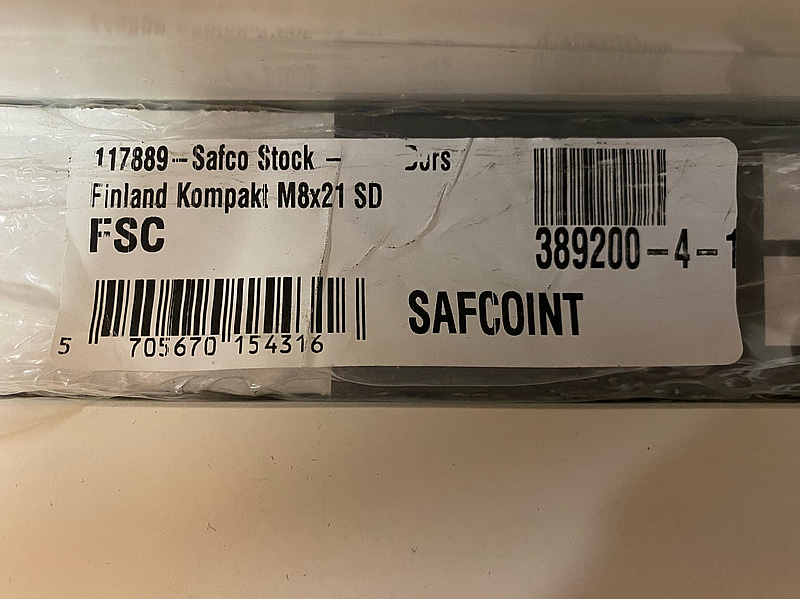 117889-Safco Stock -
Finland Kompakt M8x21 SD
FSC
389200-4-1
5 705670 154316
SAFCOINT